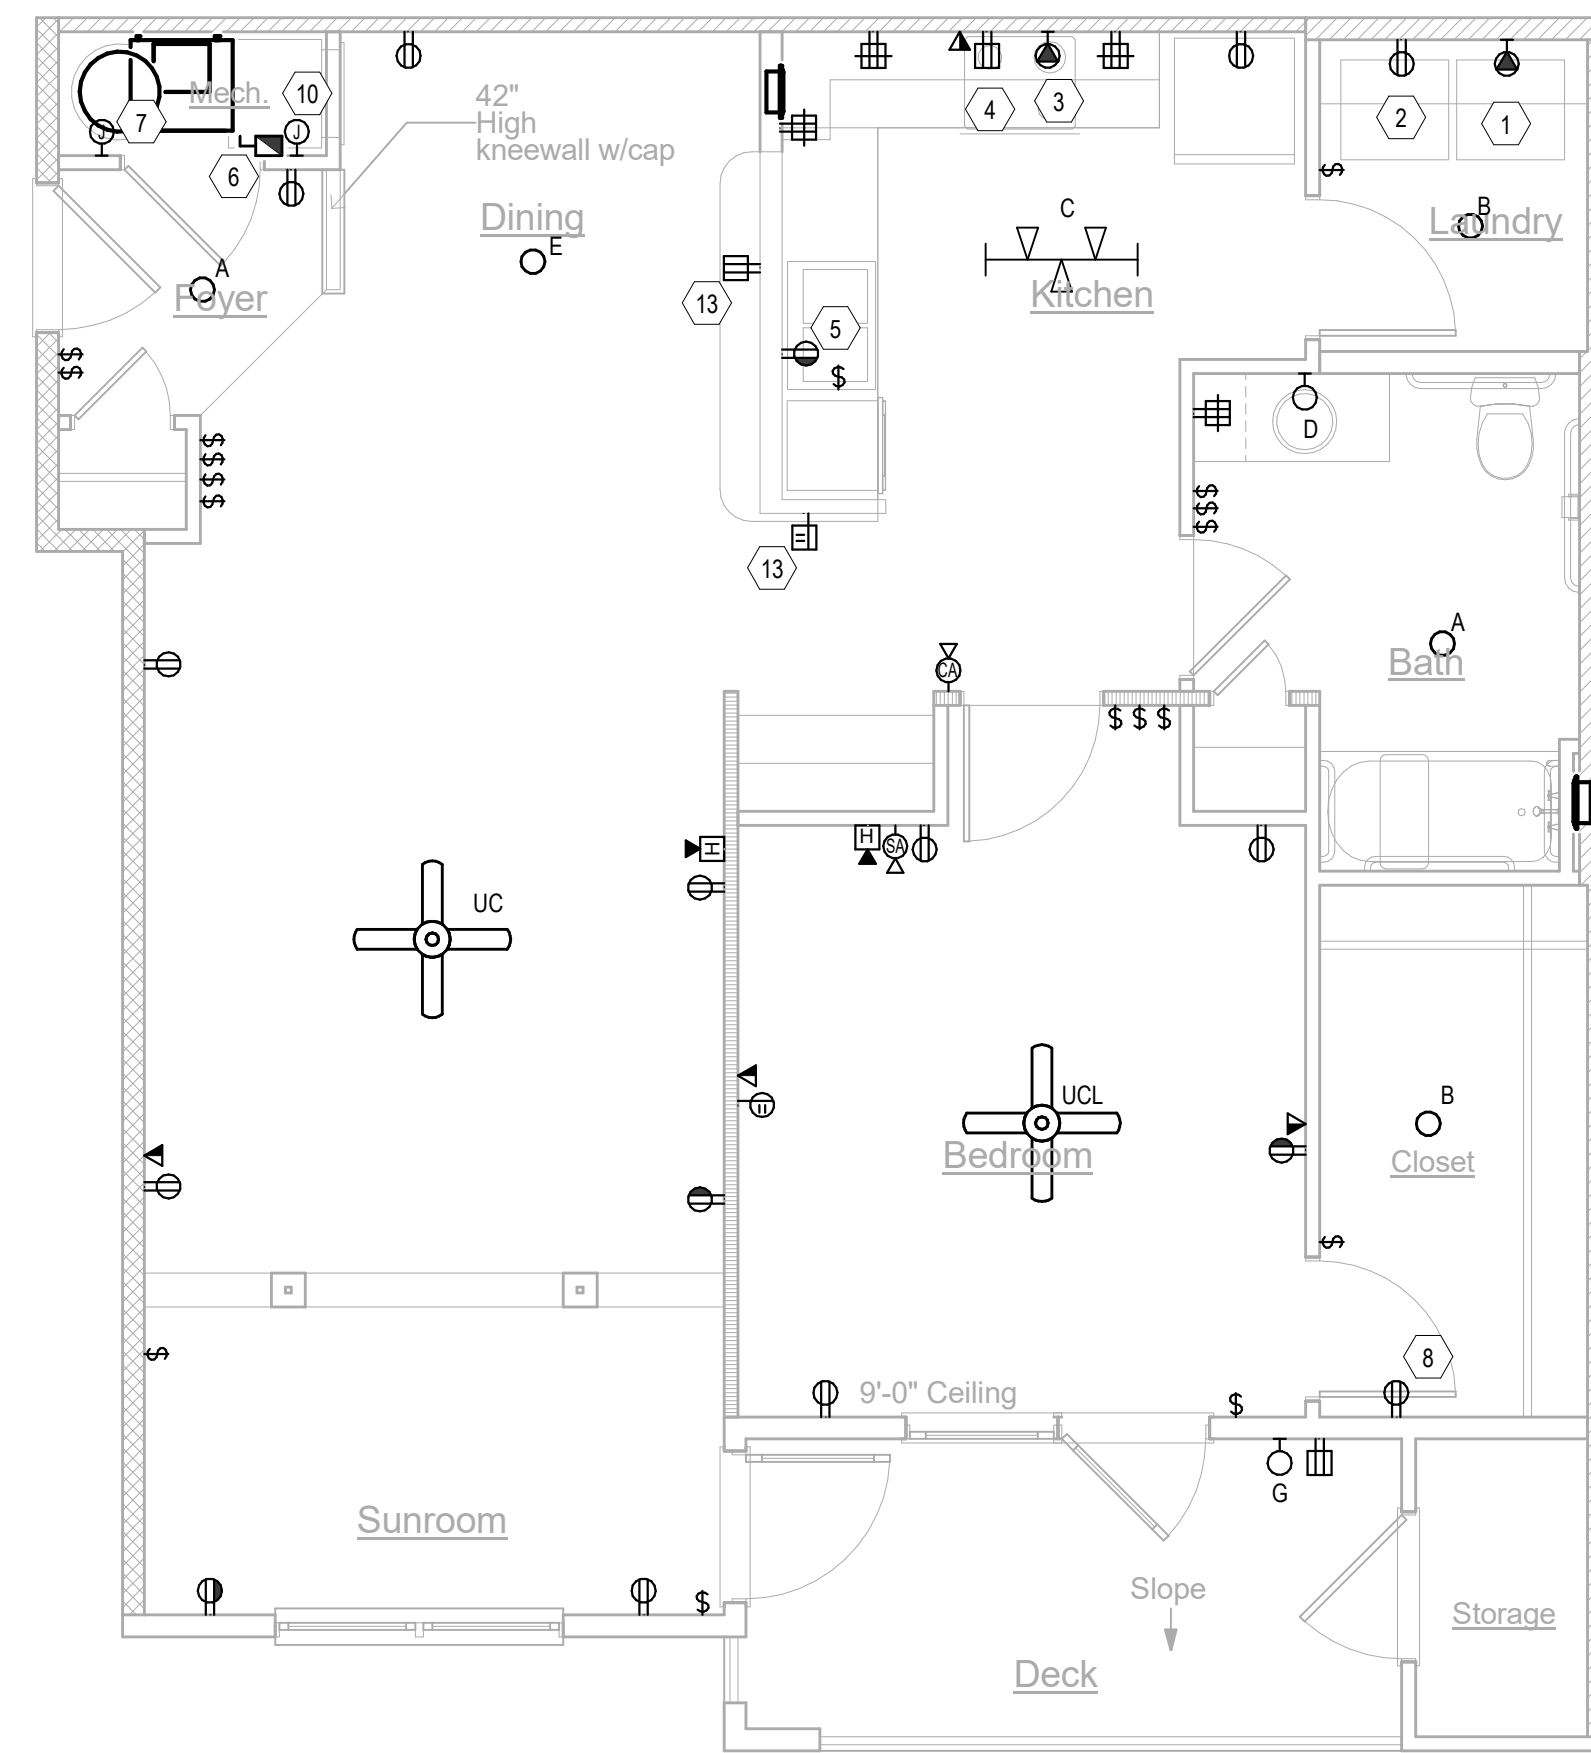 Mech.
10
7
J
J
6
42"
High
kneewall w/cap
4
3
2
1
Dining
E
C
B
Laundry
A
Foyer
13
Kitchen
5
$
$
$
D
$
$
$
$
$
$
$
$
13
A
Bath
CA
$ $ $
H
H
SA
UC
UCL
Bedroom
B
Closet
$
$
8
9'-0" Ceiling
$
G
Sunroom
$
Slope
Storage
Deck